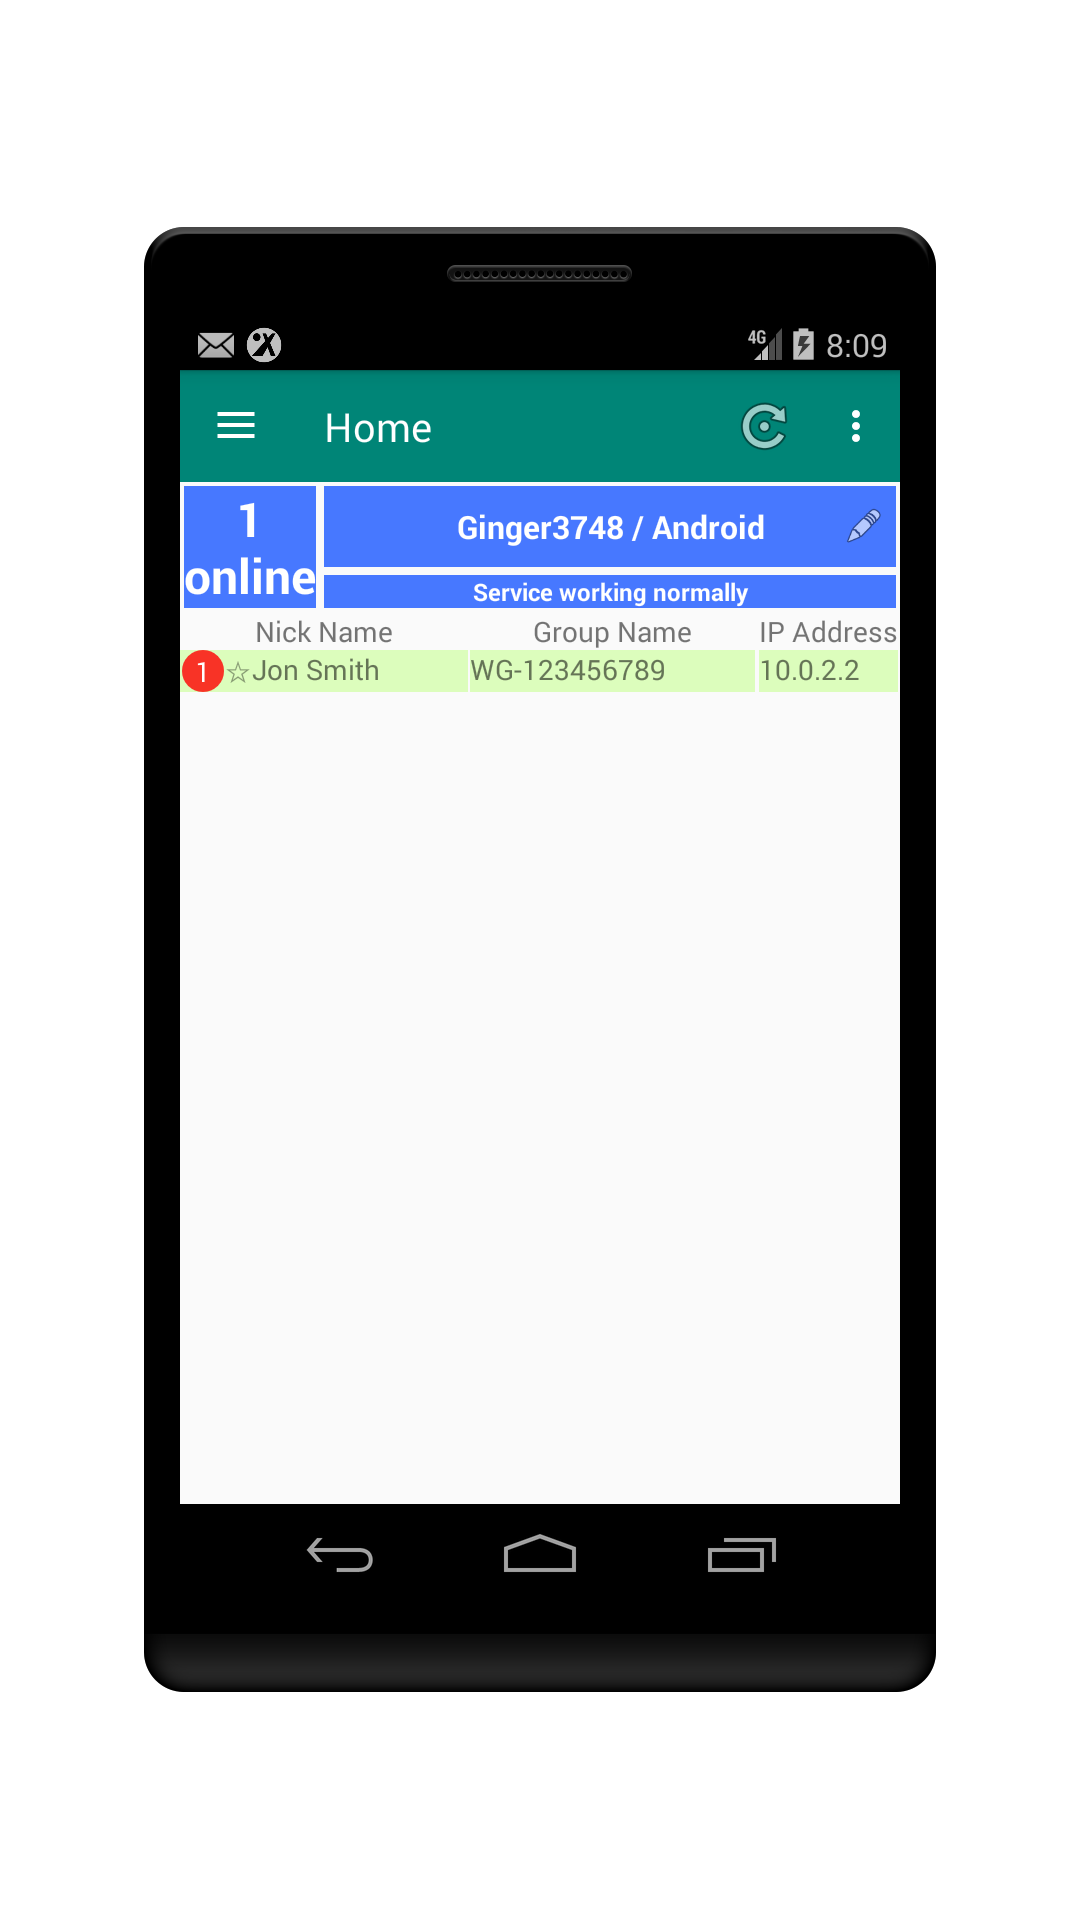 4G 8:09
Home
1
online
Ginger3748 / Android
Service working normally
Nick Name Group Name IP Address
1 ☆Jon Smith WG-123456789 10.0.2.2